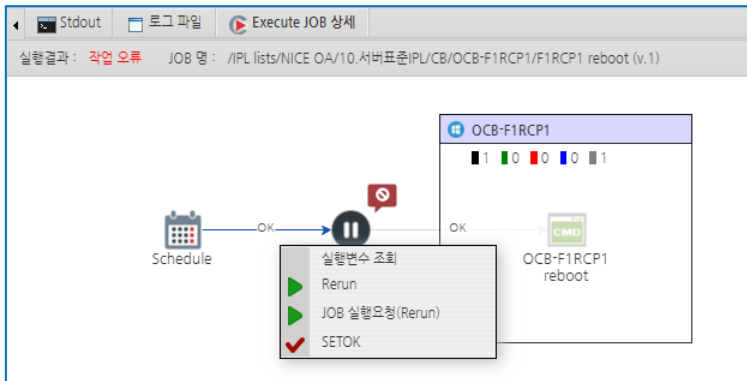 Stdout 로그 파일 Execute JOB 상세
실행결과 : 작업 오류 JOB 명 : /IPL lists/NICE OA/10.서버표준IPL/CB/OCB-F1RCP1/F1RCP1 reboot (v.1)
OCB-F1RCP1
1 0 0 0 1
OK
OK
CMD
Schedule
OCB-F1RCP1
reboot
실행변수 조회
Rerun
JOB 실행요청(Rerun)
SETOK